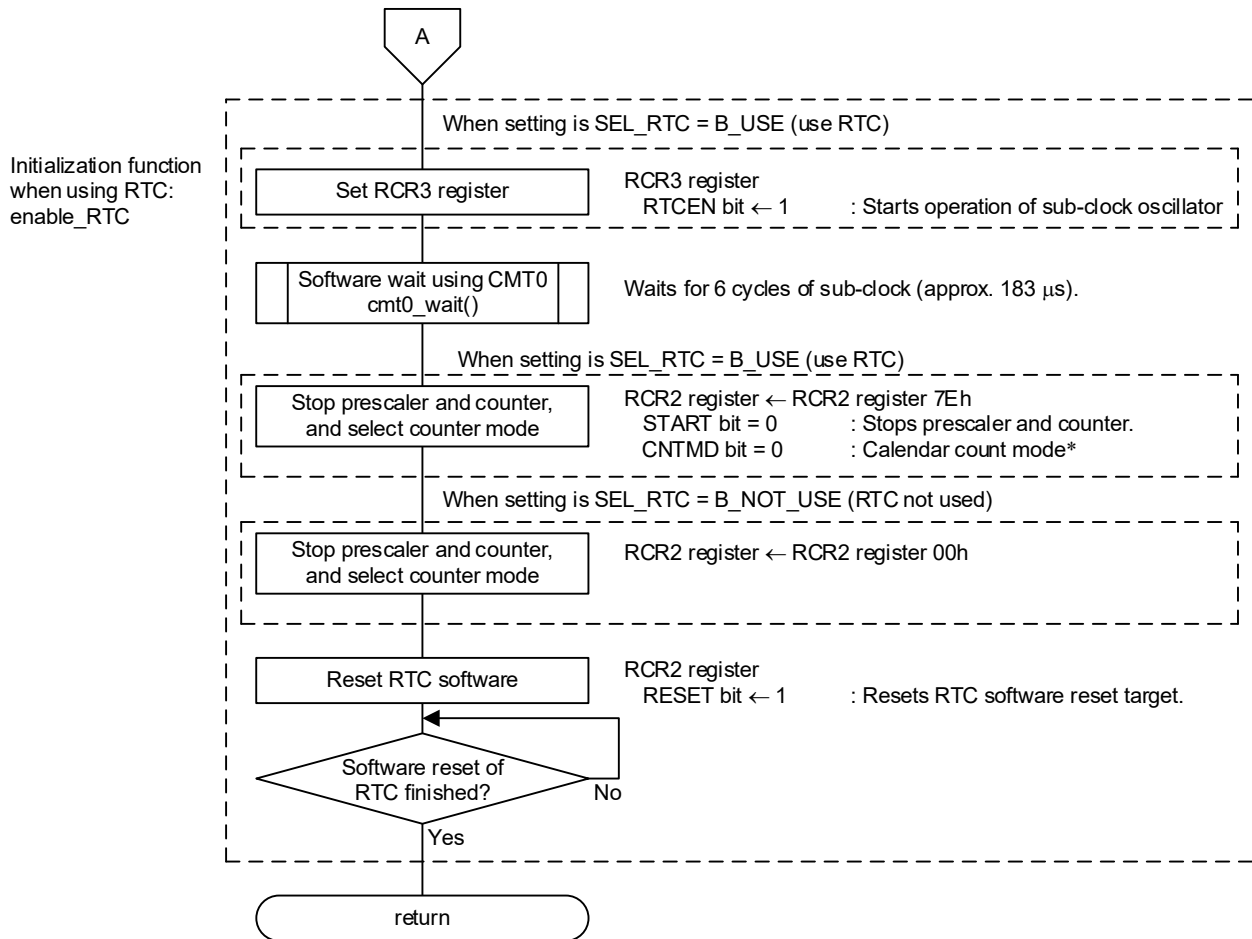 A
When setting is SEL_RTC = B_USE (use RTC)
Initialization function
when using RTC:
enable_RTC
Set RCR3 register
RCR3 register
RTCEN bit ← 1 : Starts operation of sub-clock oscillator
Software wait using CMT0
cmt0_wait()
Waits for 6 cycles of sub-clock (approx. 183 μs).
When setting is SEL_RTC = B_USE (use RTC)
Stop prescaler and counter,
and select counter mode
RCR2 register ← RCR2 register 7Eh
START bit = 0 : Stops prescaler and counter.
CNTMD bit = 0 : Calendar count mode*
When setting is SEL_RTC = B_NOT_USE (RTC not used)
Stop prescaler and counter,
and select counter mode
RCR2 register ← RCR2 register 00h
Reset RTC software
RCR2 register
RESET bit ← 1 : Resets RTC software reset target.
Software reset of
RTC finished?
No
Yes
return